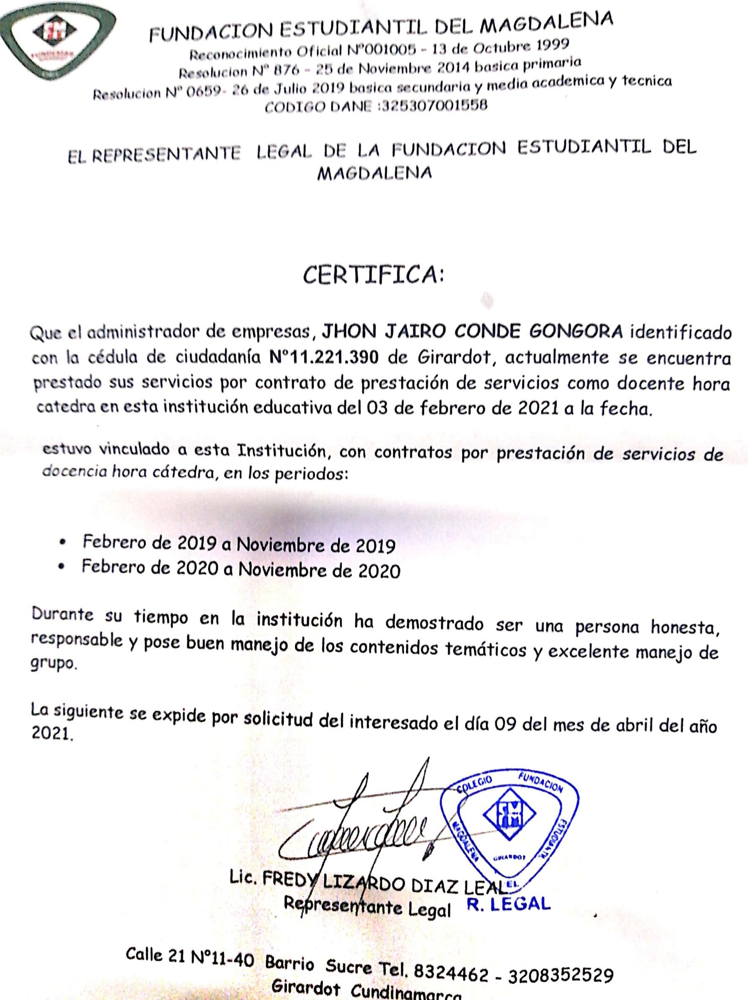 FUNDACION ESTUDIANTIL DEL MAGDALENA
Reconocimiento Oficial Nº001005 - 13 de Octubre 1999
Resolucion Nº 876 - 25 de Noviembre 2014 basica primaria
Resolucion Nº 0659- 26 de Julio 2019 basica secundaria y media academica y tecnica
CODIGO DANE :325307001558
EL REPRESENTANTE LEGAL DE LA FUNDACION ESTUDIANTIL DEL
MAGDALENA
CERTIFICA:
Que el administrador de empresas, JHON JAIRO CONDE GONGORA identificado
con la cédula de ciudadanía Nº11.221.390 de Girardot, actualmente se encuentra
prestado sus servicios por contrato de prestación de servicios como docente hora
catedra en esta institución educativa del 03 de febrero de 2021 a la fecha.
estuvo vinculado a esta Institución, con contratos por prestación de servicios de
docencia hora cátedra, en los periodos:
• Febrero de 2019 a Noviembre de 2019
• Febrero de 2020 a Noviembre de 2020
Durante su tiempo en la institución ha demostrado ser una persona honesta,
responsable y pose buen manejo de los contenidos temáticos y excelente manejo de
grupo.
La siguiente se expide por solicitud del interesado el día 09 del mes de abril del año
2021.
COLEGIO FUNDACION
ESTUDIANTIL
MAGDALENA
GIRARDOT
Lic. FREDY LIZARDO DIAZ LEAL
Representante Legal
R. LEGAL
Calle 21 Nº11-40 Barrio Sucre Tel. 8324462 - 3208352529
Girardot Cundinamarca